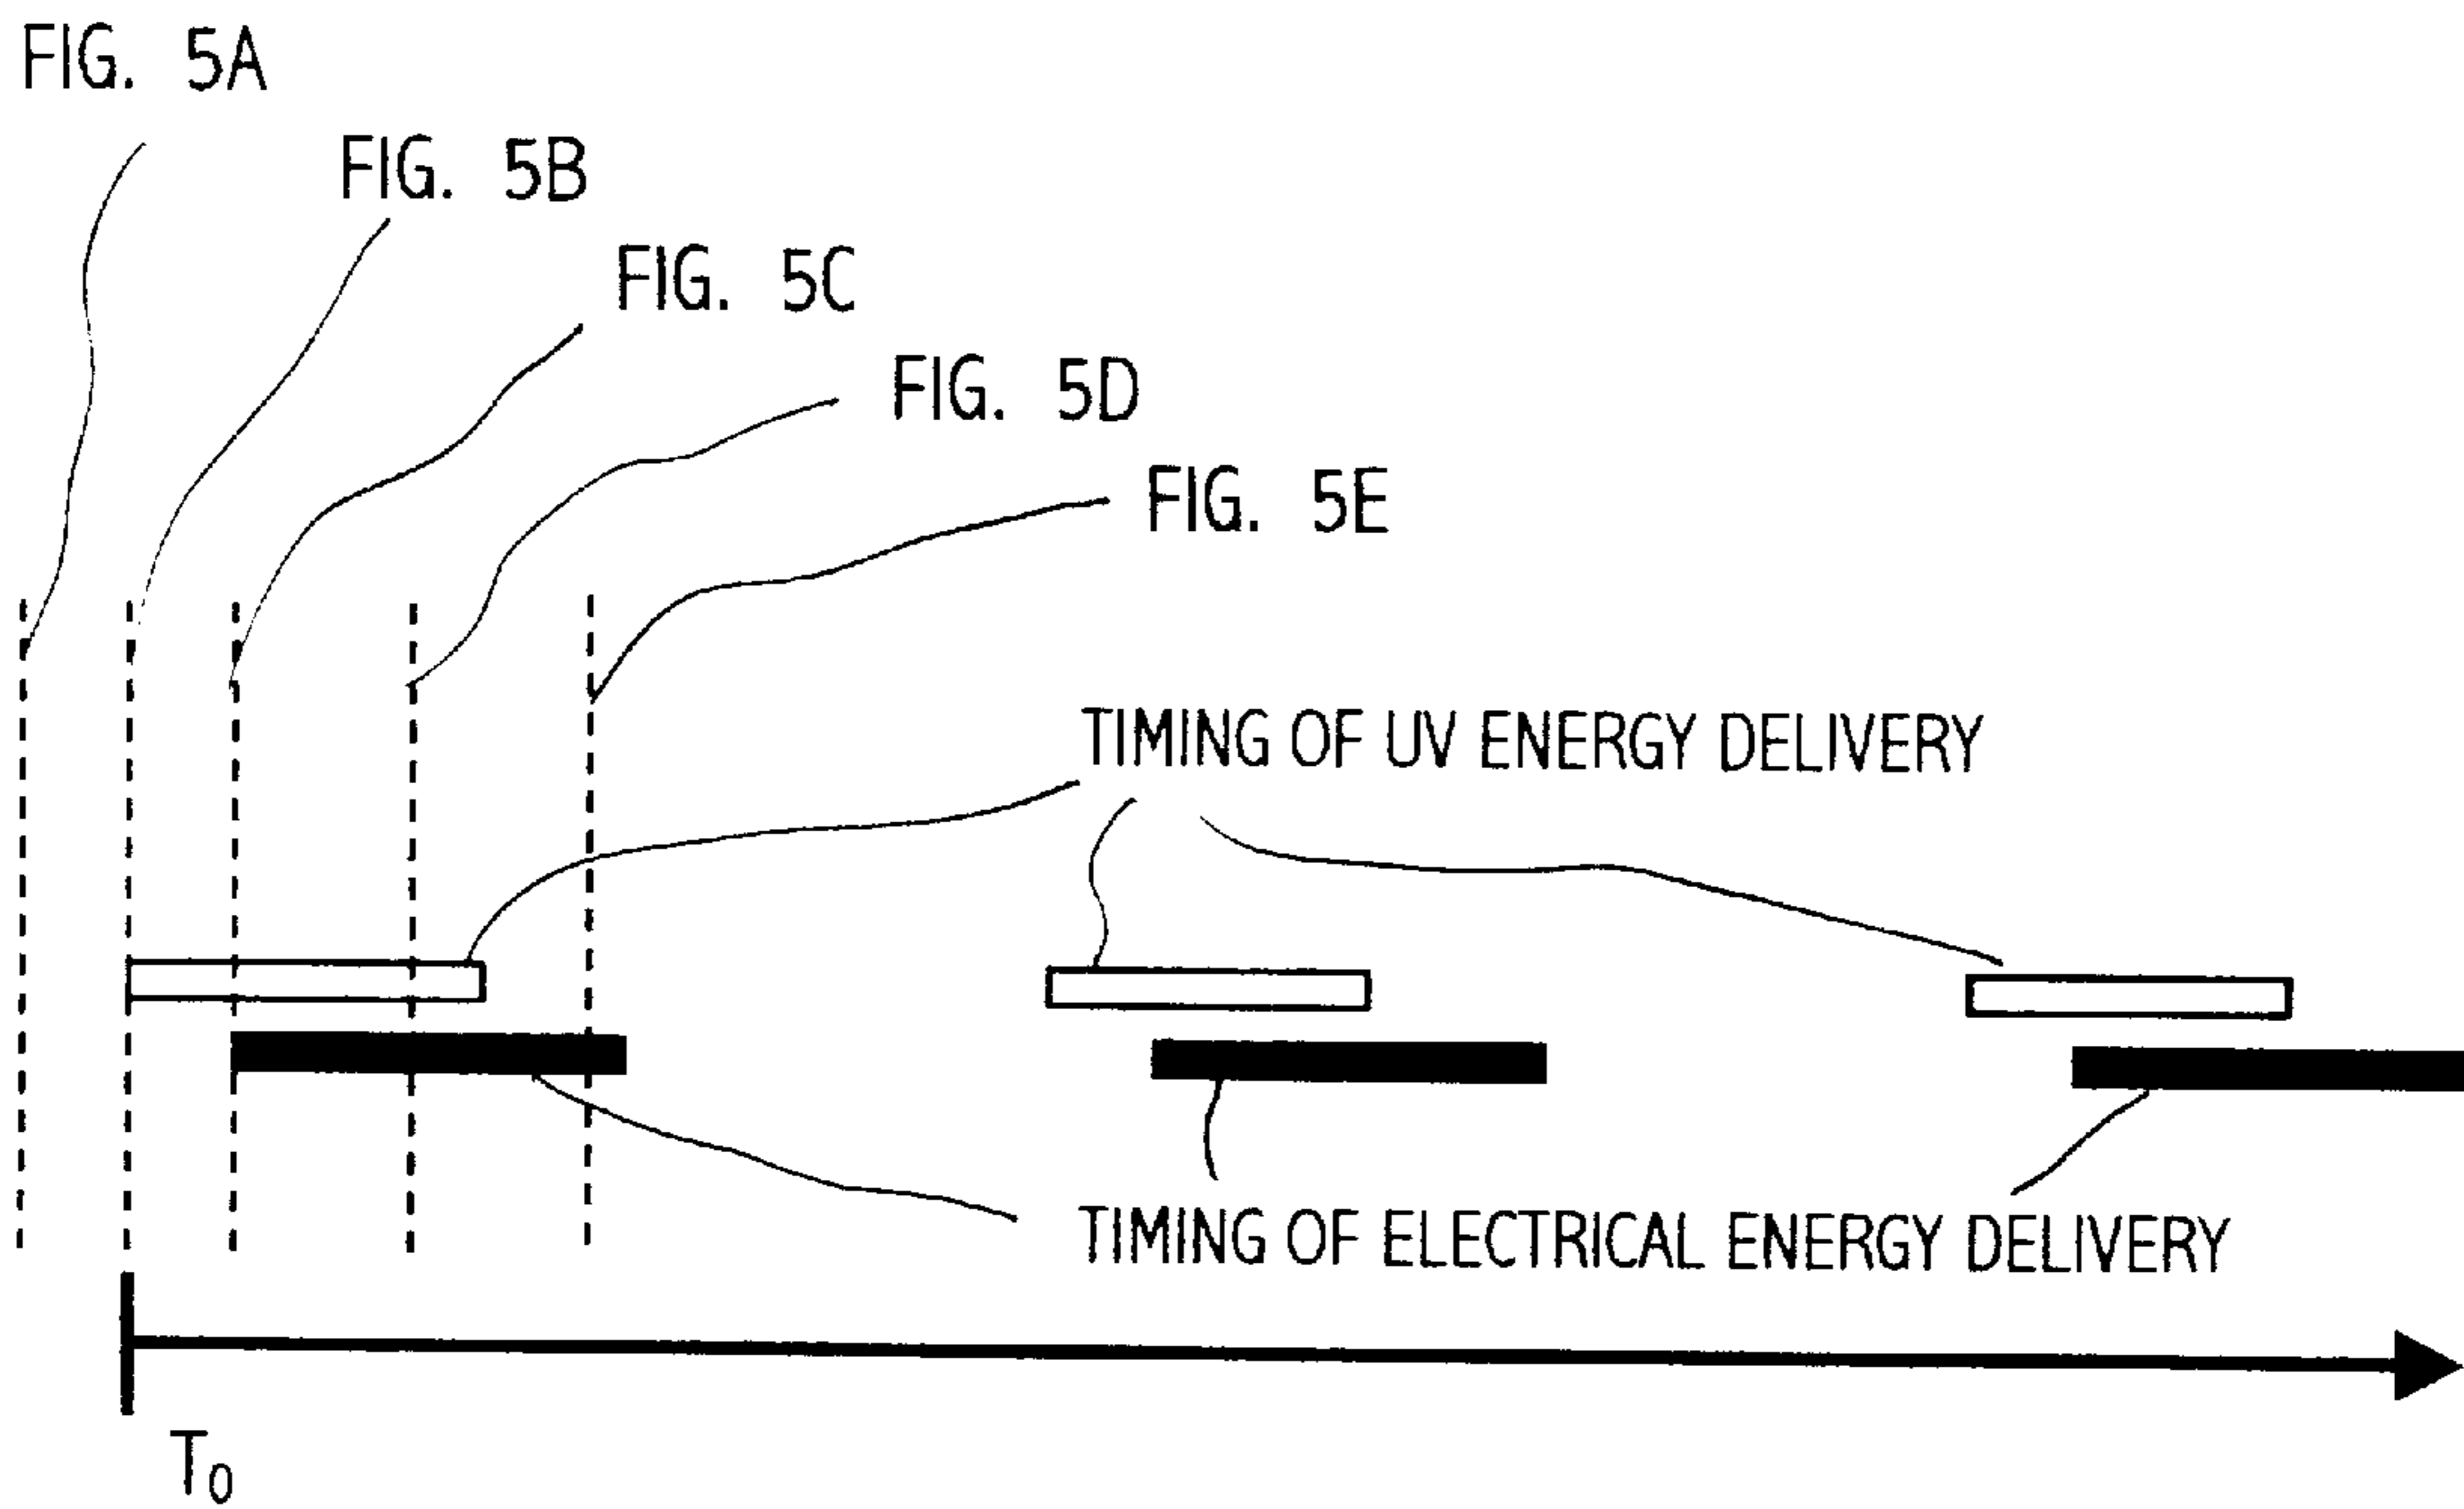 FIG. 5A
FIG. 5B
FIG. 5C
FIG. 5D
FIG. 5E
TIMING OF UV ENERGY DELIVERY
TIMING OF ELECTRICAL ENERGY DELIVERY
T₀